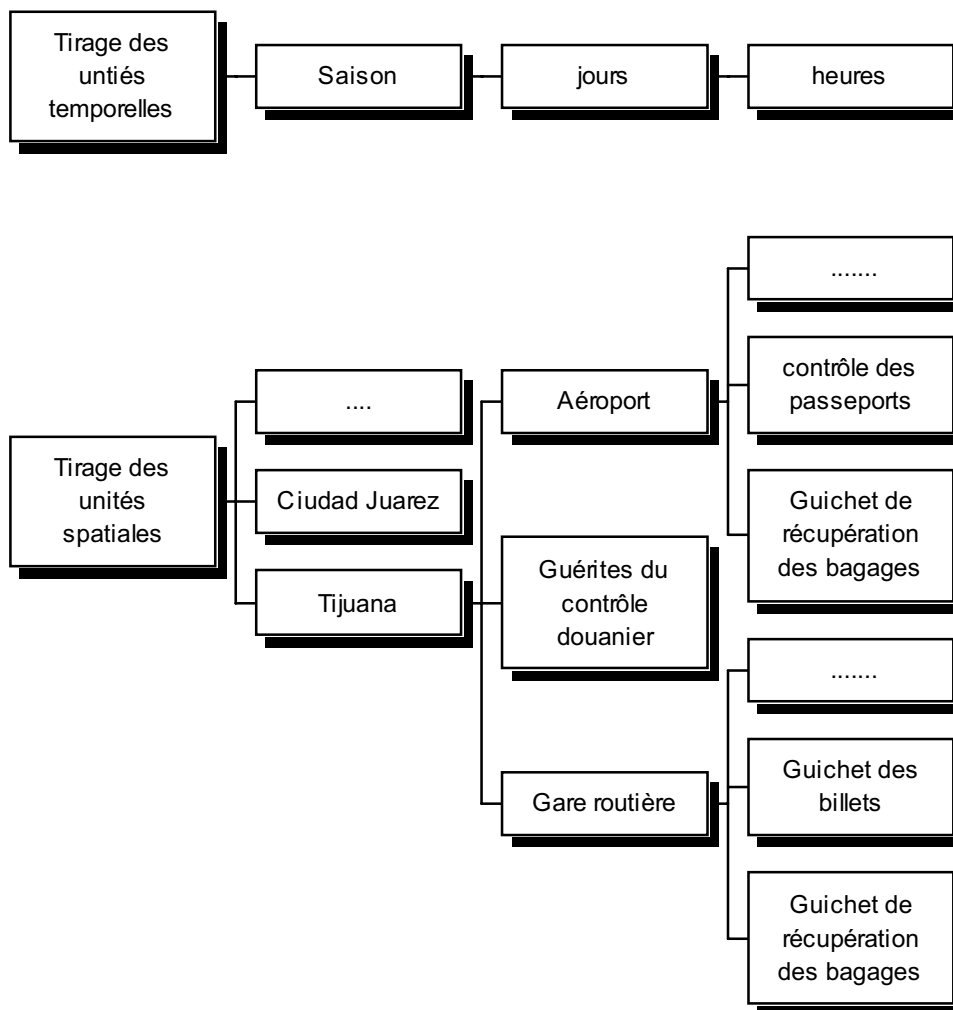 Tirage des
untiés
temporelles
Saison
jours
heures
.......
contrôle des
passeports
....
Aéroport
Tirage des
unités
spatiales
Ciudad Juarez
Guichet de
récupération
des bagages
Guérites du
contrôle
douanier
Tijuana
.......
Gare routière
Guichet des
billets
Guichet de
récupération
des bagages